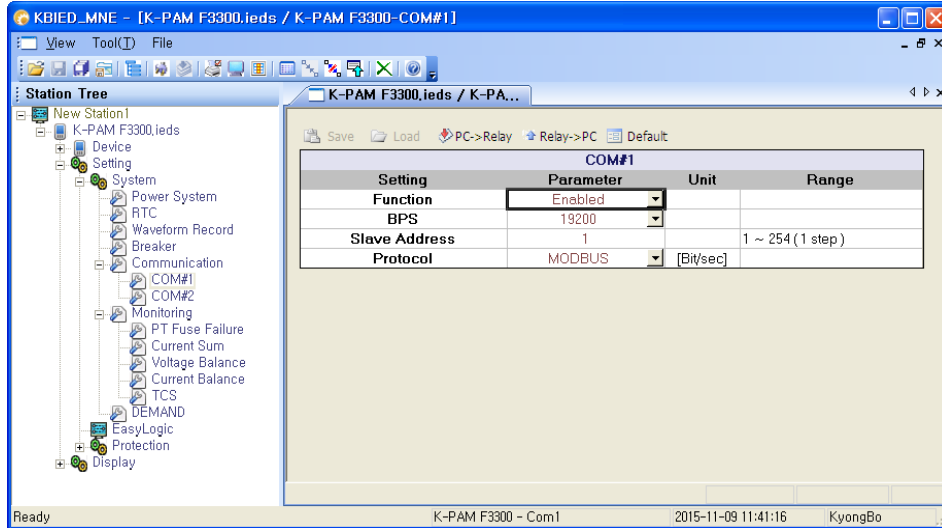 KBIED_MNE - [K-PAM F3300.ieds / K-PAM F3300-COM#1]
View Tool(T) File
Station Tree
K-PAM F3300.ieds / K-PA...
New Station1
K-PAM F3300.ieds
Device
Setting
System
Power System
RTC
Waveform Record
Breaker
Communication
COM#1
COM#2
Monitoring
PT Fuse Failure
Current Sum
Voltage Balance
Current Balance
TCS
DEMAND
EasyLogic
Protection
Display
Save Load PC->Relay Relay->PC Default
COM#1
Setting Parameter Unit Range
Function Enabled
BPS 19200
Slave Address 1 1 ~ 254 ( 1 step )
Protocol MODBUS [Bit/sec]
Ready K-PAM F3300 - Com1 2015-11-09 11:41:16 KyongBo